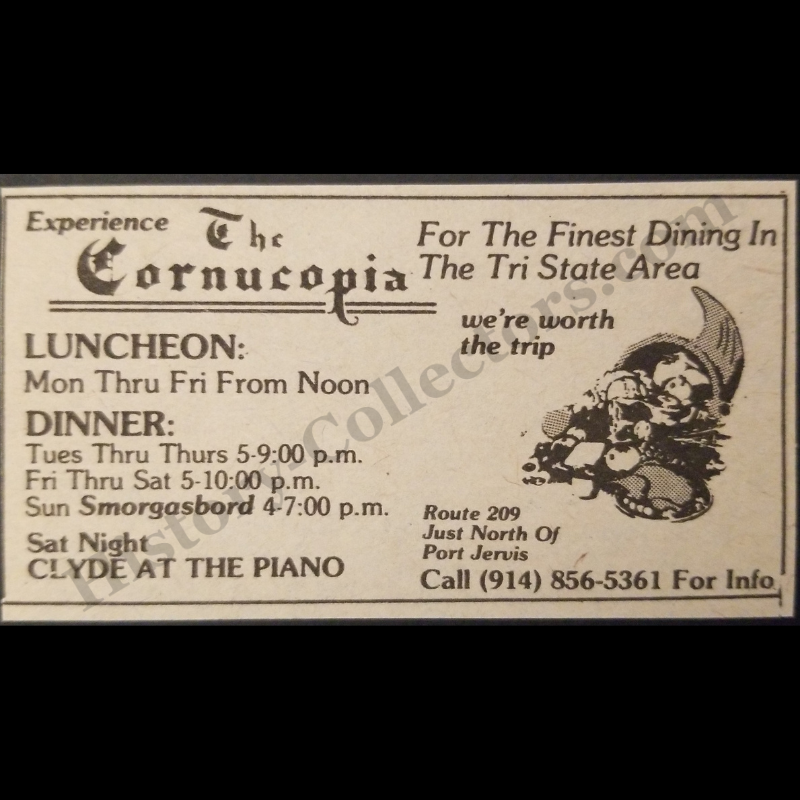 Experience The
Cornucopia
For The Finest Dining In
The Tri State Area
we're worth
the trip
LUNCHEON:
Mon Thru Fri From Noon
DINNER:
Tues Thru Thurs 5-9:00 p.m.
Fri Thru Sat 5-10:00 p.m.
Sun Smorgasbord 4-7:00 p.m.
Sat Night
CLYDE AT THE PIANO
Route 209
Just North Of
Port Jervis
Call (914) 856-5361 For Info
History-Collectors.com